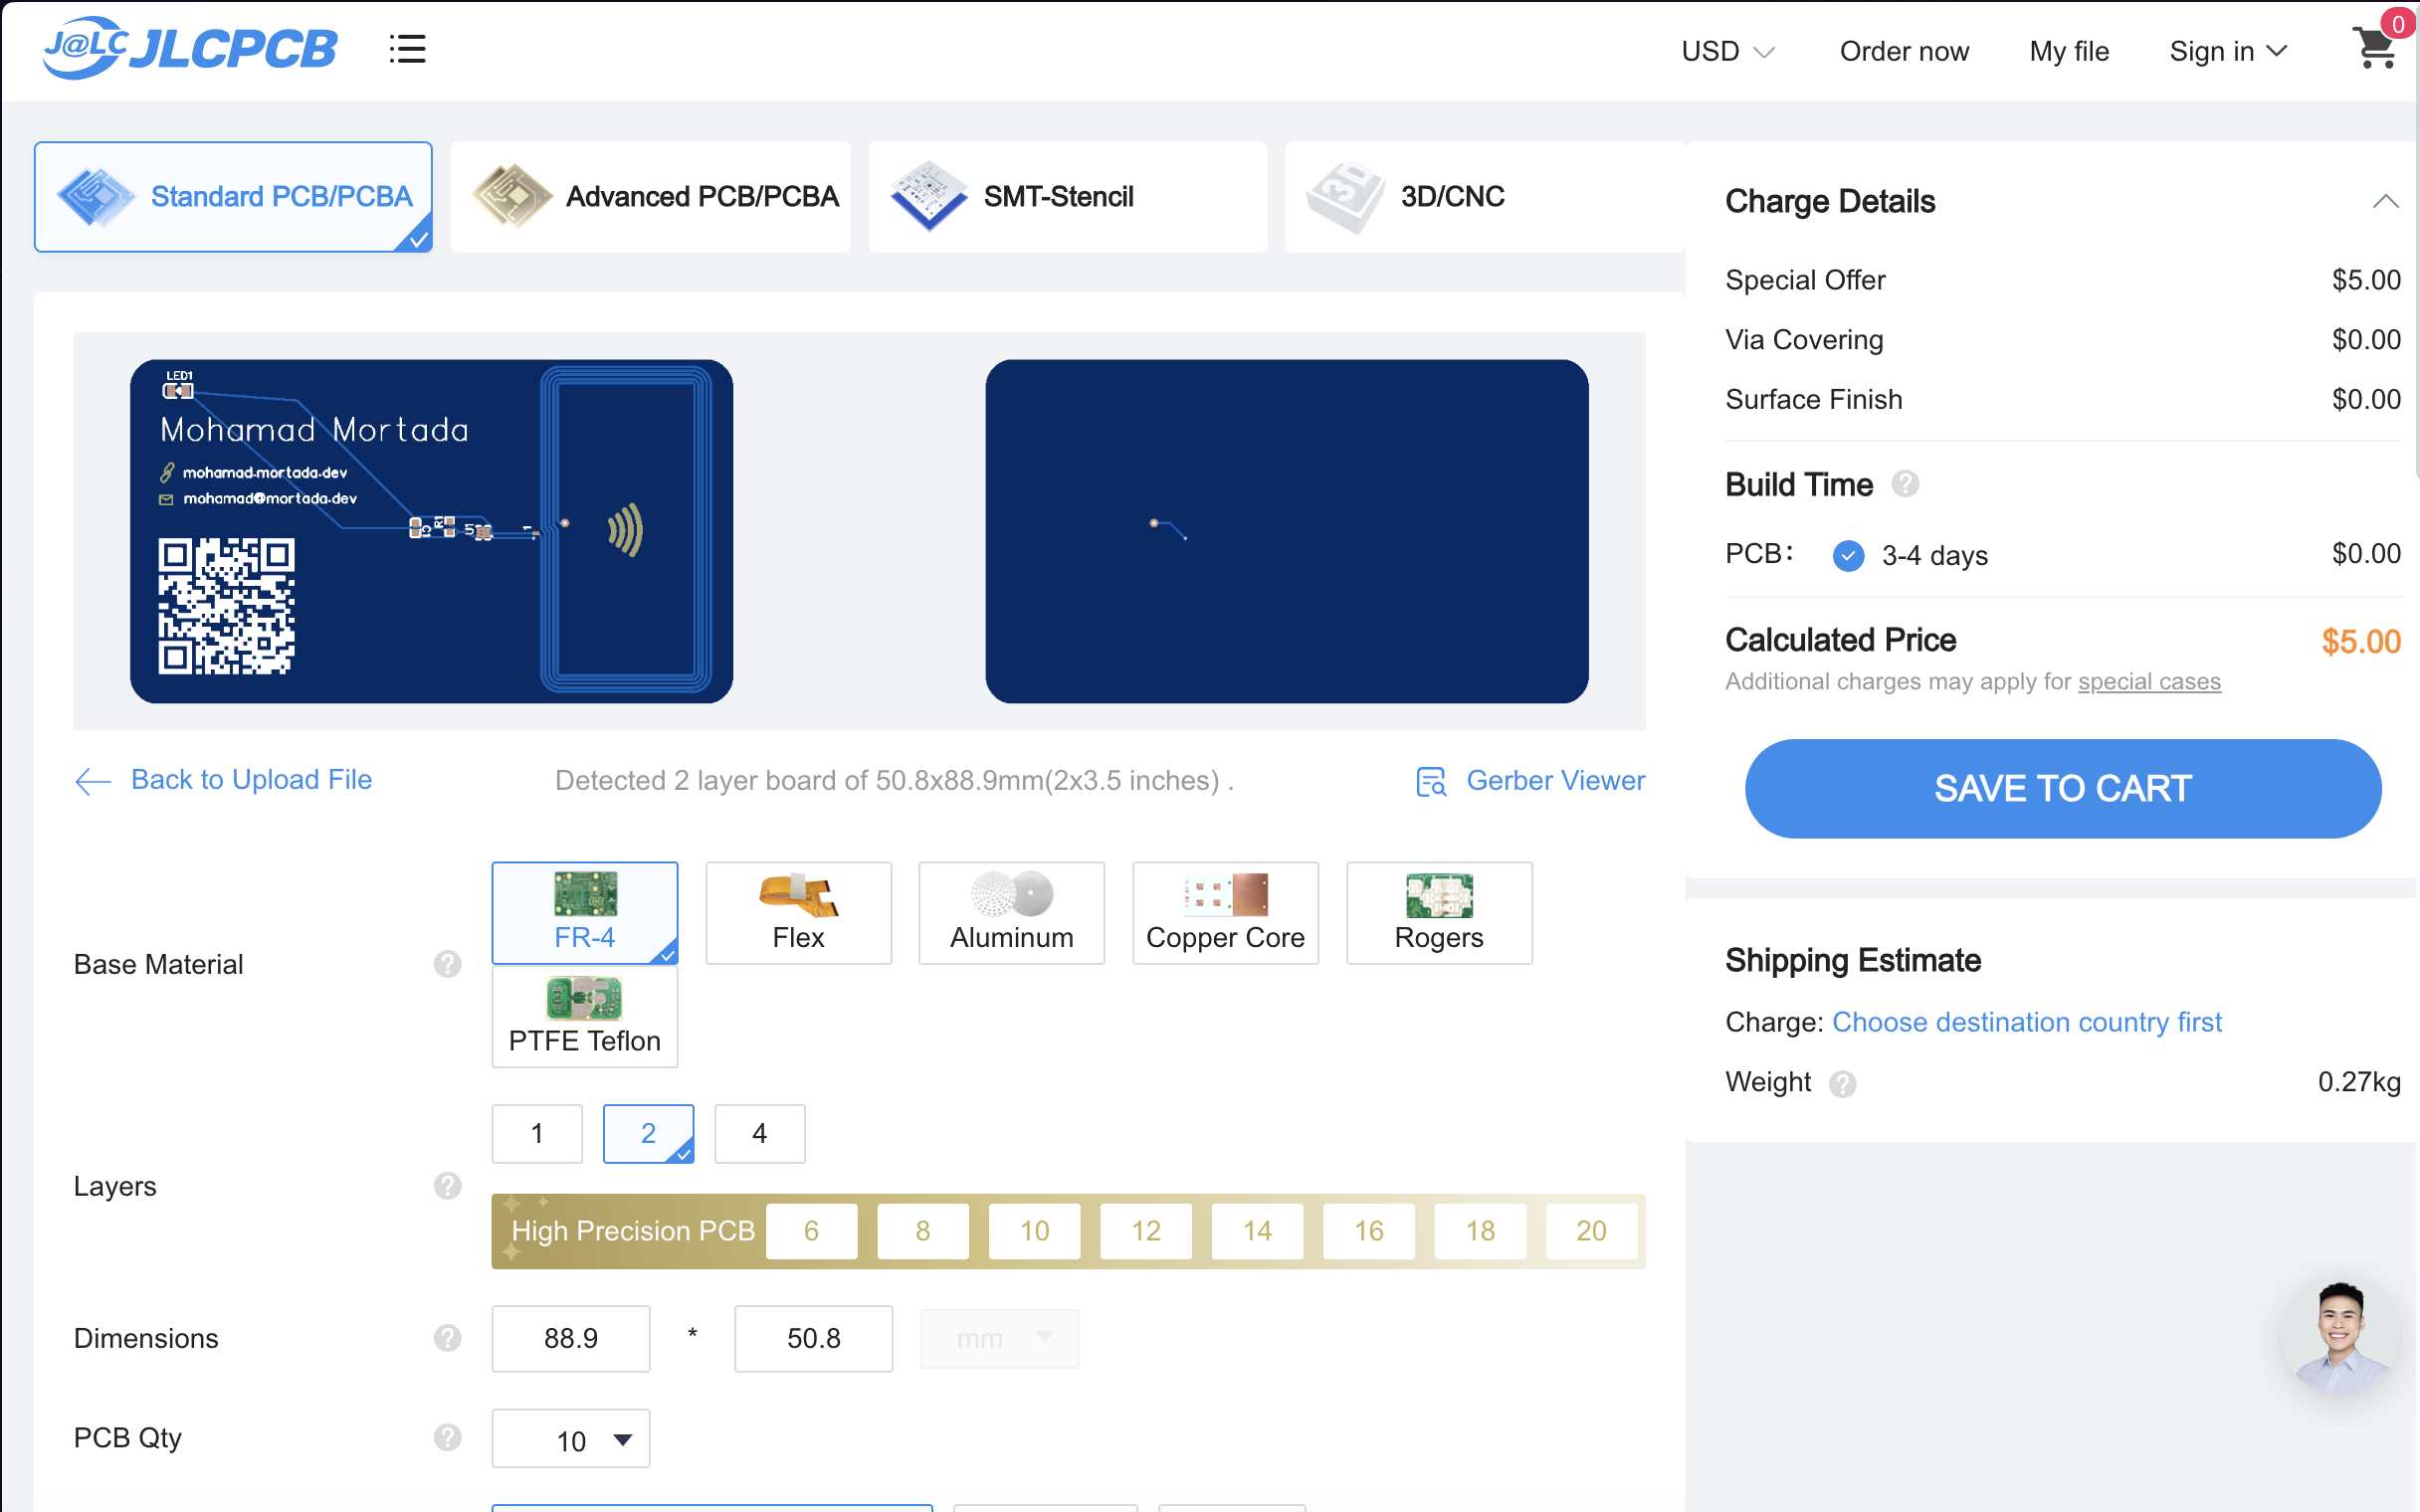 J@LC JLCPCB
USD
Order now
My file
Sign in
0
Standard PCB/PCBA
Advanced PCB/PCBA
SMT-Stencil
3D
3D/CNC
LED1
Mohamad Mortada
mohamad.mortada.dev
mohamad@mortada.dev
R1
U1
1
Back to Upload File
Detected 2 layer board of 50.8x88.9mm(2x3.5 inches) .
Gerber Viewer
Base Material
?
FR-4
Flex
Aluminum
Copper Core
Rogers
PTFE Teflon
Layers
?
1
2
4
High Precision PCB
6
8
10
12
14
16
18
20
Dimensions
?
88.9
*
50.8
mm
PCB Qty
?
10
Charge Details
Special Offer $5.00
Via Covering $0.00
Surface Finish $0.00
Build Time ?
PCB: 3-4 days $0.00
Calculated Price $5.00
Additional charges may apply for special cases
SAVE TO CART
Shipping Estimate
Charge: Choose destination country first
Weight ? 0.27kg